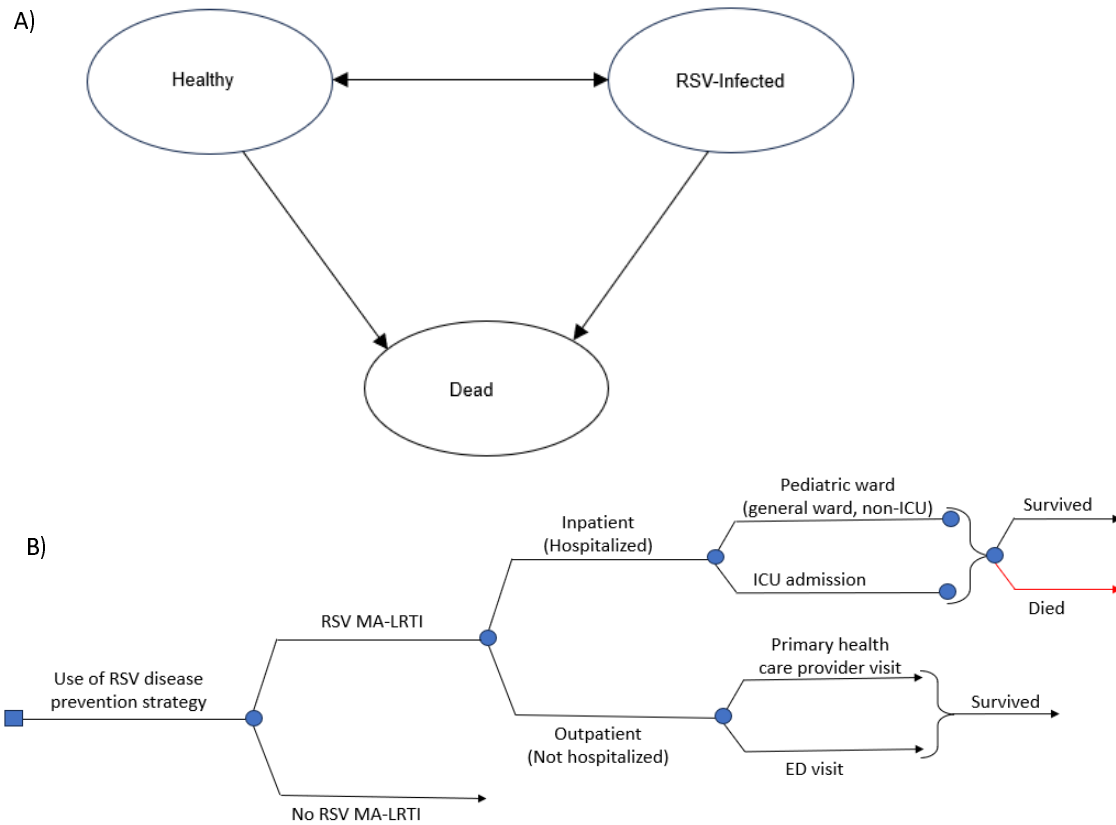 A)
Healthy
RSV-Infected
Dead
B)
Use of RSV disease
prevention strategy
RSV MA-LRTI
No RSV MA-LRTI
Inpatient
(Hospitalized)
Outpatient
(Not hospitalized)
Pediatric ward
(general ward, non-ICU)
ICU admission
Survived
Died
Primary health
care provider visit
ED visit
Survived